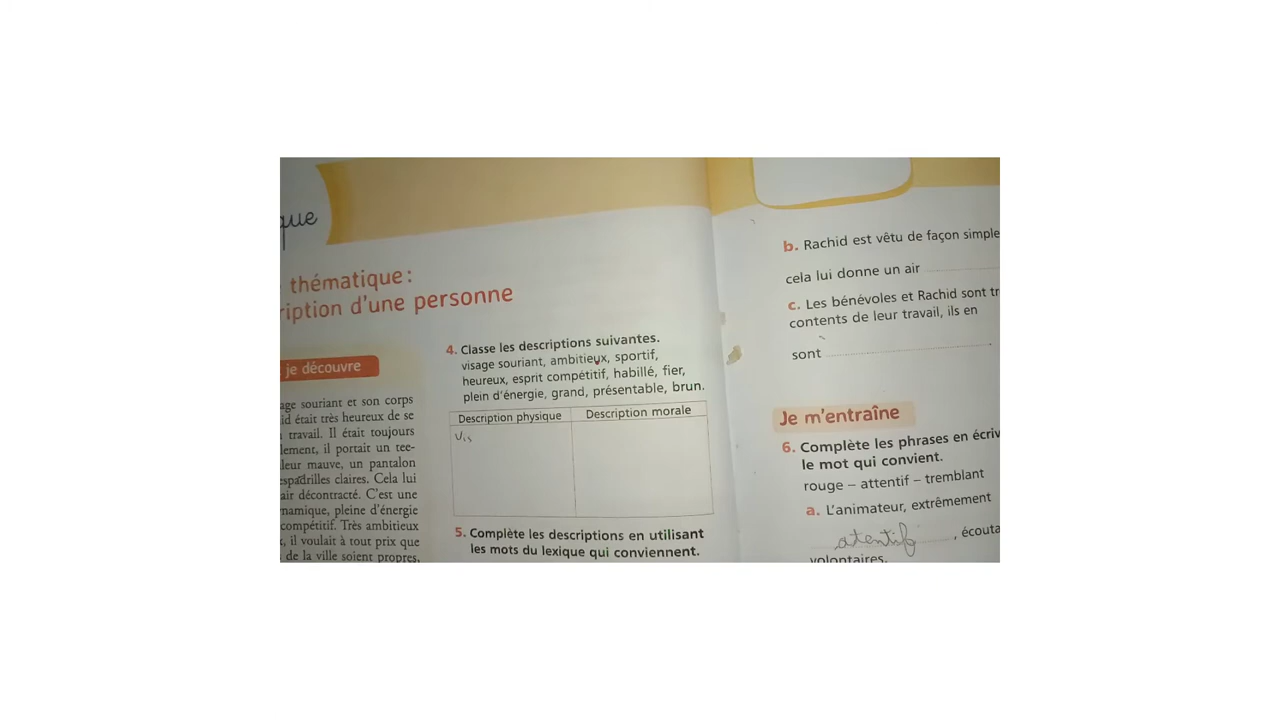 que
thématique :
ription d'une personne
je découvre
age souriant et son corps
id était très heureux de se
travail. Il était toujours
lement, il portait un tee-
leur mauve, un pantalon
espadrilles claires. Cela lui
air décontracté. C'est une
namique, pleine d'énergie
compétitif. Très ambitieux
, il voulait à tout prix que
de la ville soient propres.
4. Classe les descriptions suivantes.
visage souriant, ambitieux, sportif,
heureux, esprit compétitif, habillé, fier,
plein d'énergie, grand, présentable, brun.
Description physique Description morale
Vis
5. Complète les descriptions en utilisant
les mots du lexique qui conviennent.
b. Rachid est vêtu de façon simple
cela lui donne un air
c. Les bénévoles et Rachid sont tr
contents de leur travail, ils en
sont
Je m'entraîne
6. Complète les phrases en écriv
le mot qui convient.
rouge – attentif – tremblant
a. L'animateur, extrêmement
atentif , écouta
volontaires.